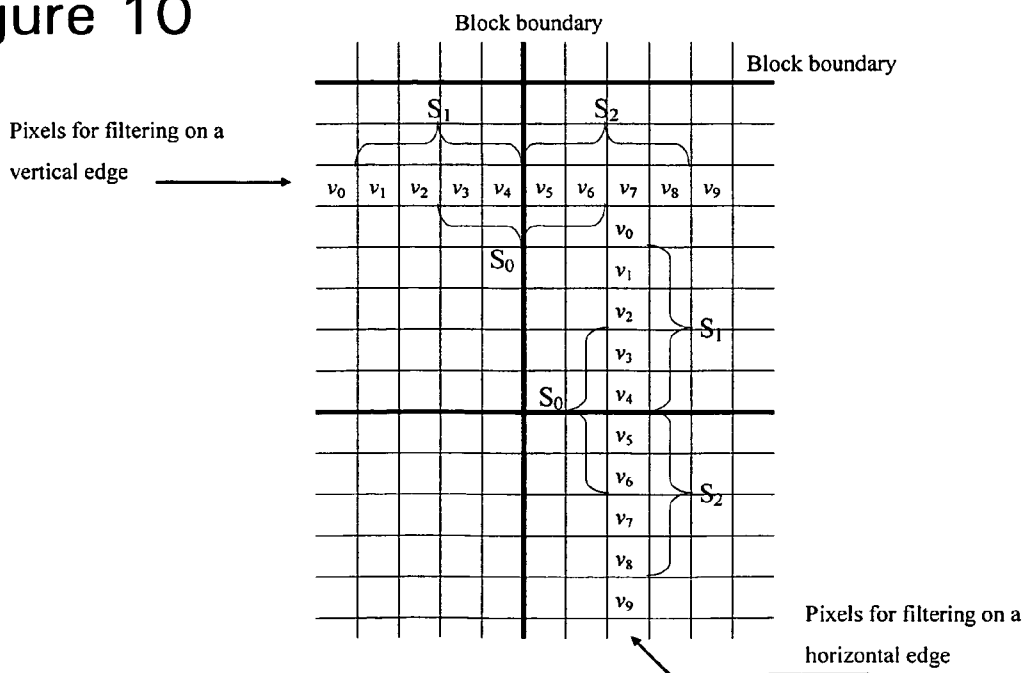 gure 10
Block boundary
Block boundary
S1 S2
Pixels for filtering on a
vertical edge
v0 v1 v2 v3 v4 v5 v6 v7 v8 v9
v0
S0
v1
v2
S1
v3
S0 v4
v5
v6
S2
v7
v8
v9
Pixels for filtering on a
horizontal edge